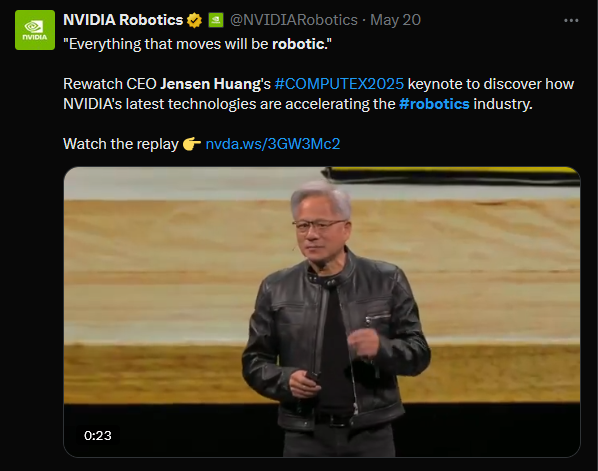 NVIDIA Robotics @NVIDIARobotics · May 20 ...
NVIDIA
"Everything that moves will be robotic."
Rewatch CEO Jensen Huang's #COMPUTEX2025 keynote to discover how
NVIDIA's latest technologies are accelerating the #robotics industry.
Watch the replay 👉 nvda.ws/3GW3Mc2
0:23